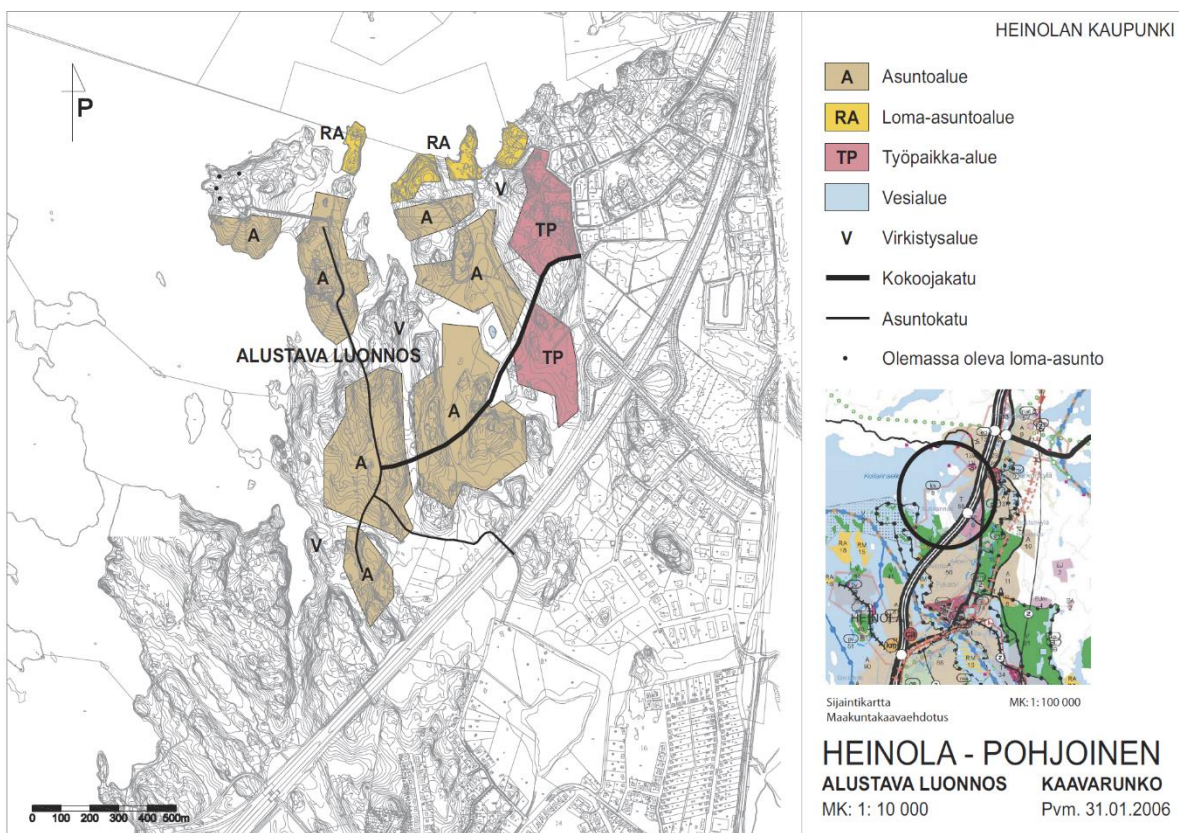 HEINOLAN KAUPUNKI
A Asuntoalue
RA Loma-asuntoalue
TP Työpaikka-alue
Vesialue
V Virkistysalue
Kokoojakatu
Asuntokatu
Olemassa oleva loma-asunto
P
RA
RA
V
A
A
TP
A
A
V
ALUSTAVA LUONNOS
TP
A
A
V
A
0 100 200 300 400 500m
HEINOLA
Sijaintikartta MK: 1: 100 000
Maakuntakaavaehdotus
HEINOLA - POHJOINEN
ALUSTAVA LUONNOS KAAVARUNKO
MK: 1: 10 000 Pvm. 31.01.2006